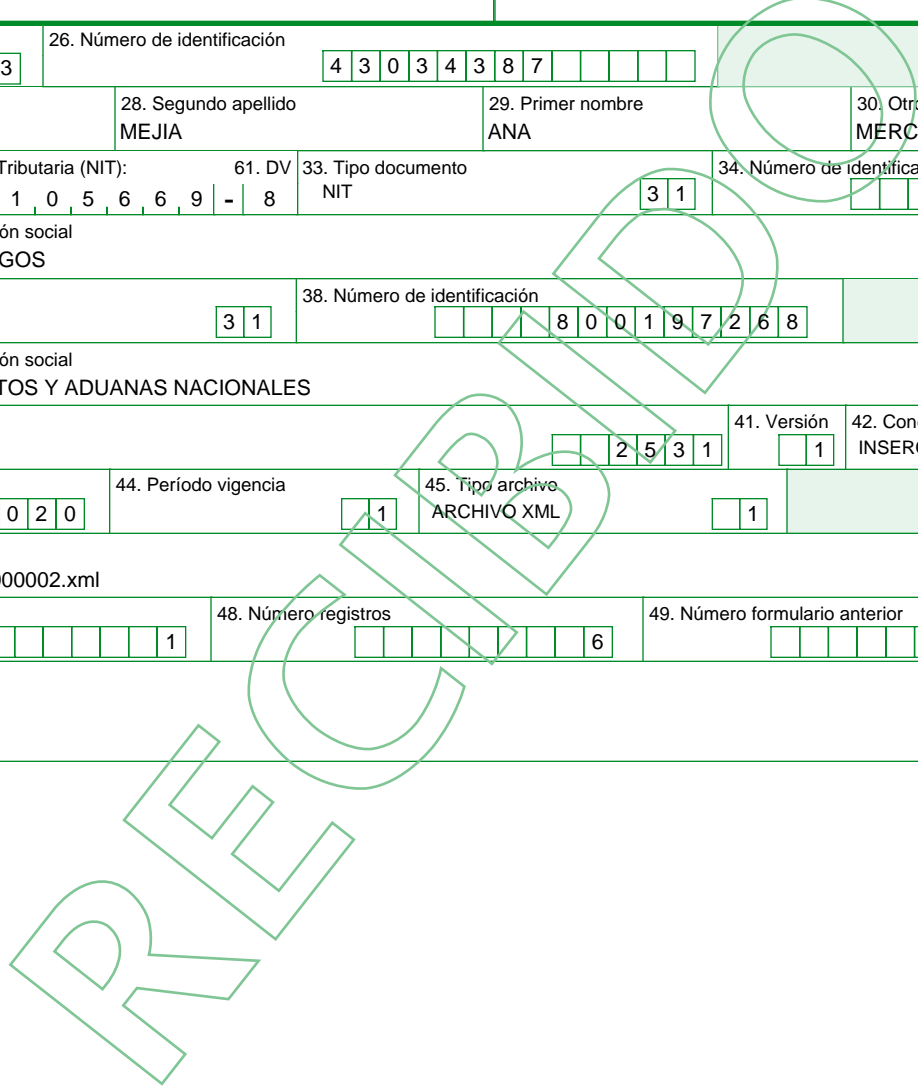 26. Número de identificación
3 4 3 0 3 4 3 8 7
28. Segundo apellido 29. Primer nombre 30. Otro
MEJIA ANA MERC
Tributaria (NIT): 61. DV 33. Tipo documento 34. Número de identifica
1 0 5 6 6 9 - 8 NIT 3 1
ón social
GOS
38. Número de identificación
3 1 8 0 0 1 9 7 2 6 8
ón social
TOS Y ADUANAS NACIONALES
41. Versión 42. Con
2 5 3 1 1 INSER
44. Período vigencia 45. Tipo archivo
0 2 0 1 ARCHIVO XML 1
000002.xml
48. Número registros 49. Número formulario anterior
1 6
RECIBIDO